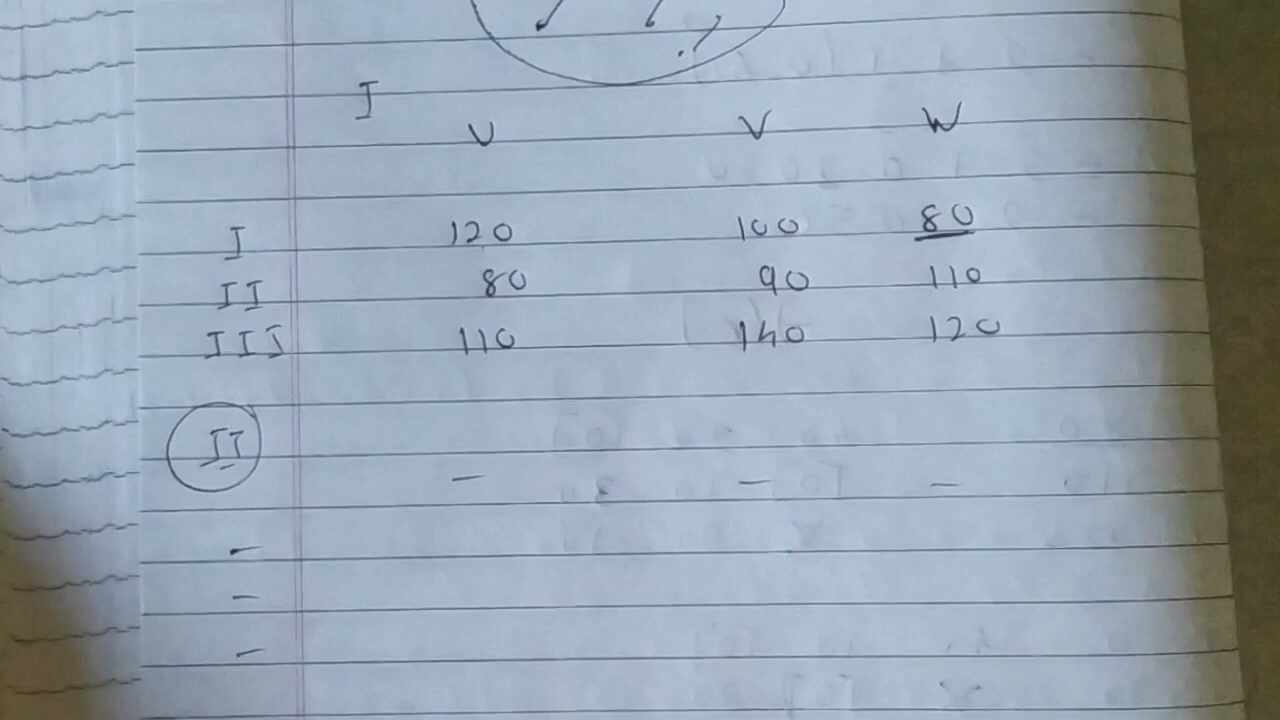 I
U V W
I 120 100 80
II 80 90 110
III 110 140 120
II
- - -
-
-
-